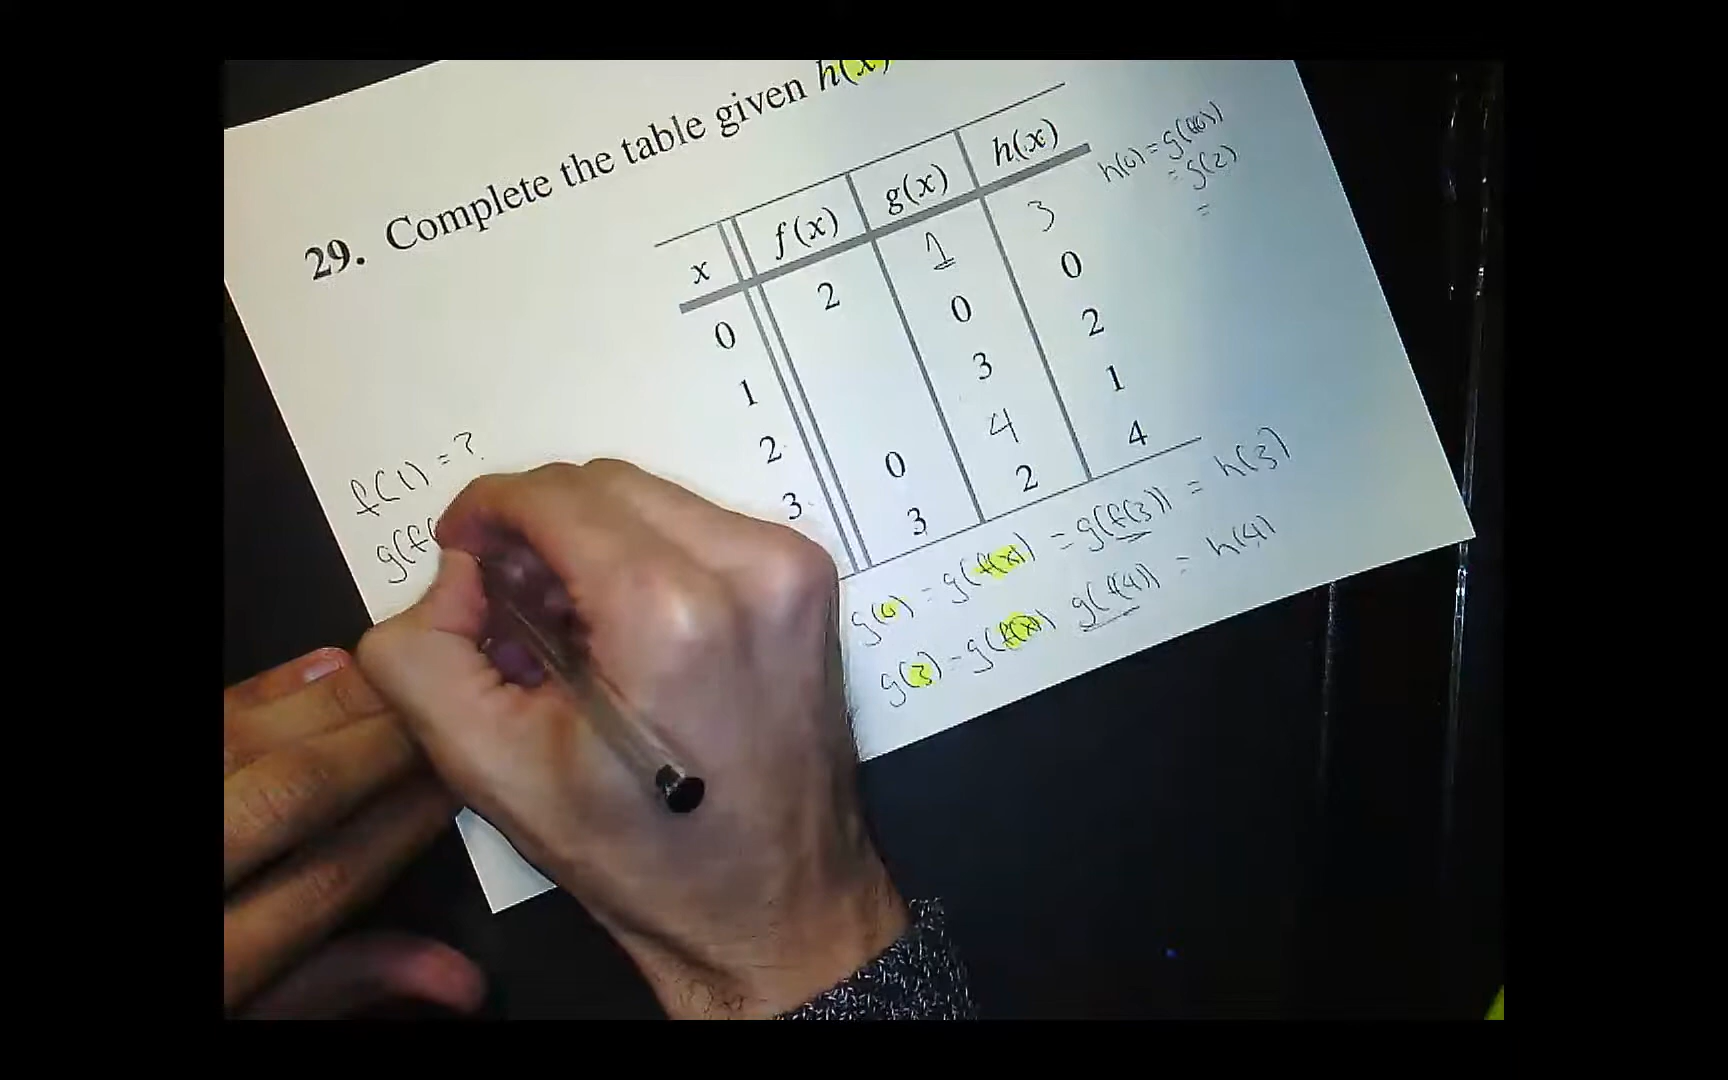 29. Complete the table given h(x)
x f(x) g(x) h(x)
0 2 1 3
1 0 0
2 3 2
3 0 4 1
3 2 4
h(0) = g(f(0))
= g(2)
=
f(1) = ?
g(f(
g(0) = g(f(x)) = g(f(3)) = h(3)
g(3) = g(f(x)) g(f(4)) = h(4)